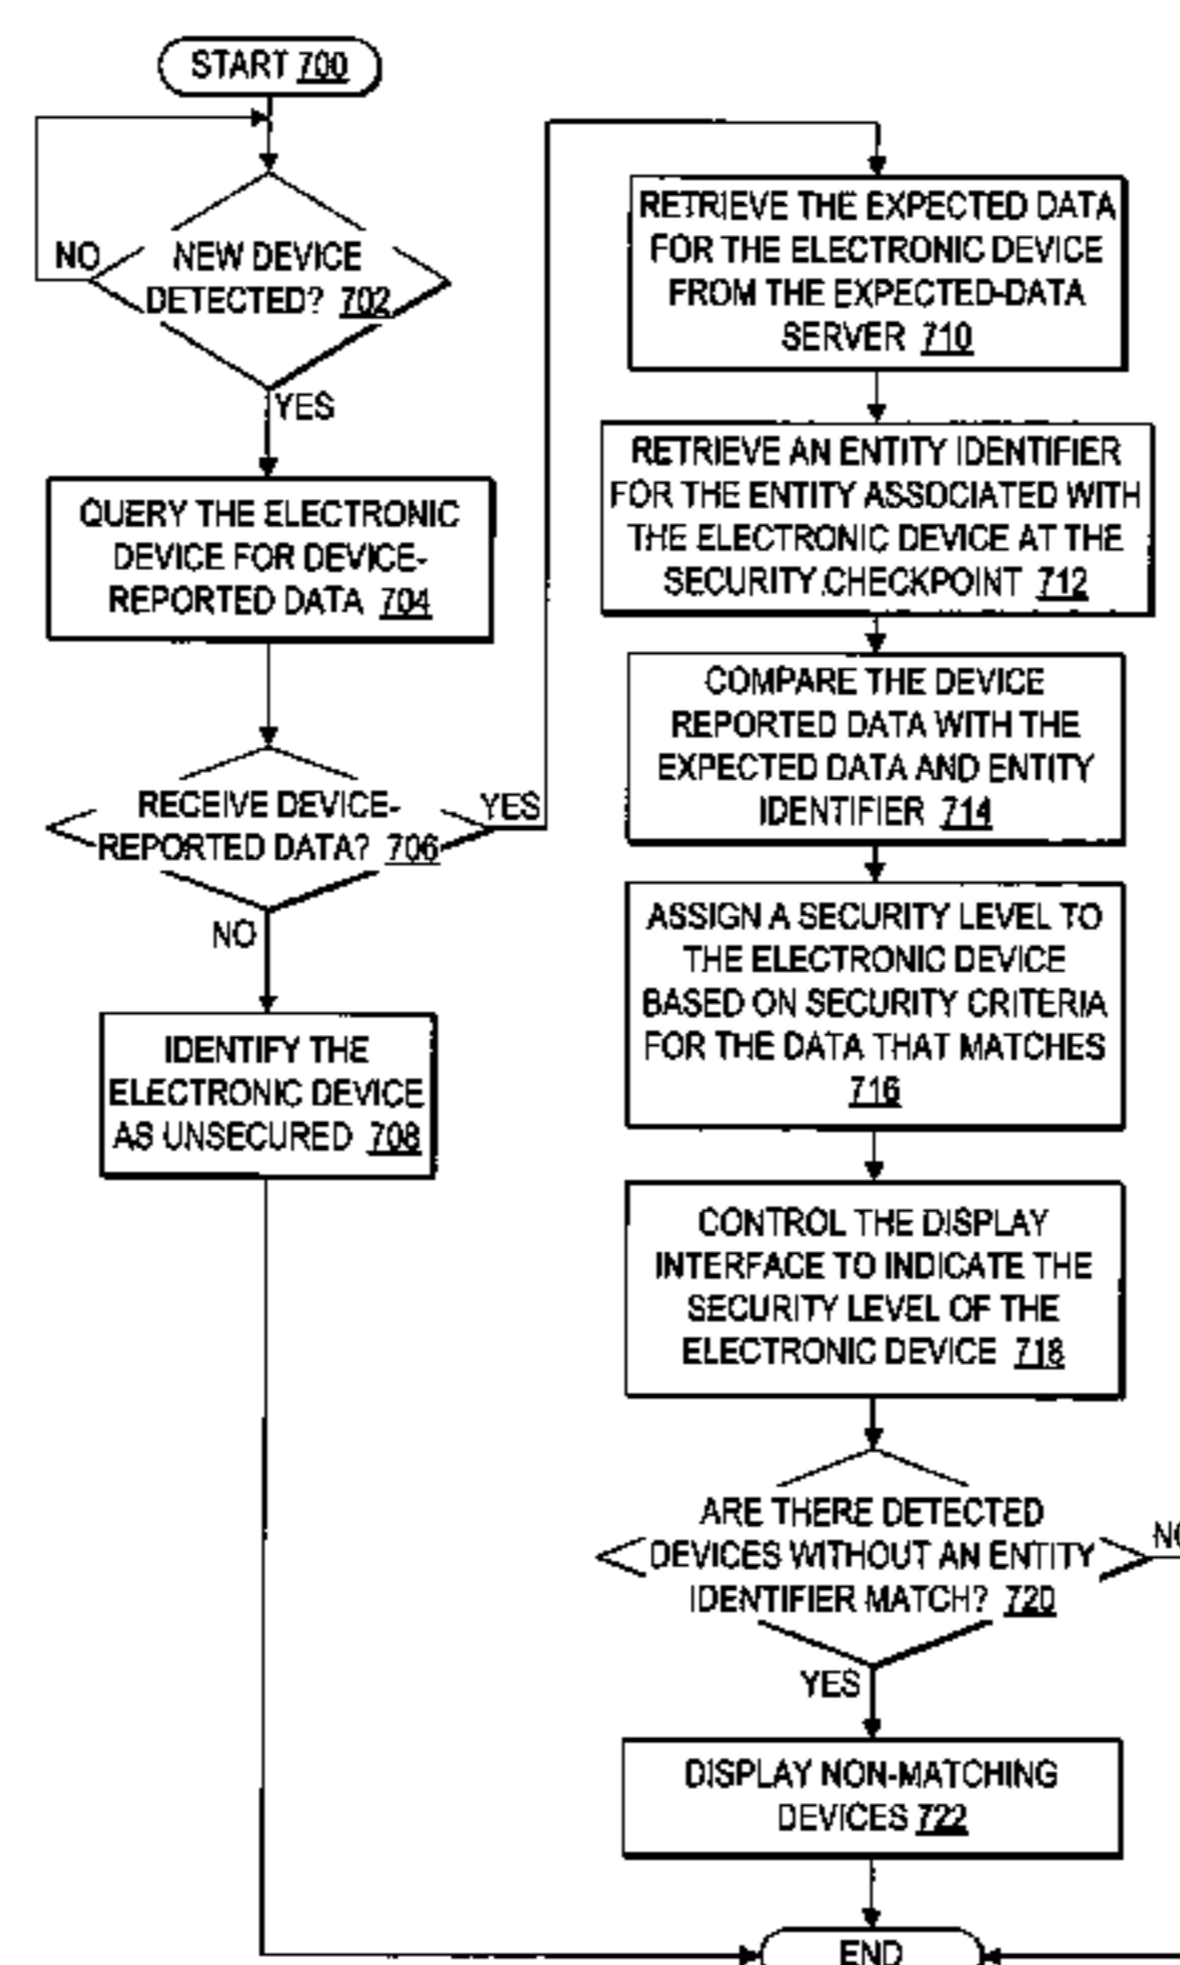 START 700
NO
NEW DEVICE
DETECTED? 702
YES
QUERY THE ELECTRONIC
DEVICE FOR DEVICE-
REPORTED DATA 704
RECEIVE DEVICE-
REPORTED DATA? 706
YES
NO
IDENTIFY THE
ELECTRONIC DEVICE
AS UNSECURED 708
RETRIEVE THE EXPECTED DATA
FOR THE ELECTRONIC DEVICE
FROM THE EXPECTED-DATA
SERVER 710
RETRIEVE AN ENTITY IDENTIFIER
FOR THE ENTITY ASSOCIATED WITH
THE ELECTRONIC DEVICE AT THE
SECURITY CHECKPOINT 712
COMPARE THE DEVICE
REPORTED DATA WITH THE
EXPECTED DATA AND ENTITY
IDENTIFIER 714
ASSIGN A SECURITY LEVEL TO
THE ELECTRONIC DEVICE
BASED ON SECURITY CRITERIA
FOR THE DATA THAT MATCHES
716
CONTROL THE DISPLAY
INTERFACE TO INDICATE THE
SECURITY LEVEL OF THE
ELECTRONIC DEVICE 718
ARE THERE DETECTED
DEVICES WITHOUT AN ENTITY
IDENTIFIER MATCH? 720
NO
YES
DISPLAY NON-MATCHING
DEVICES 722
END